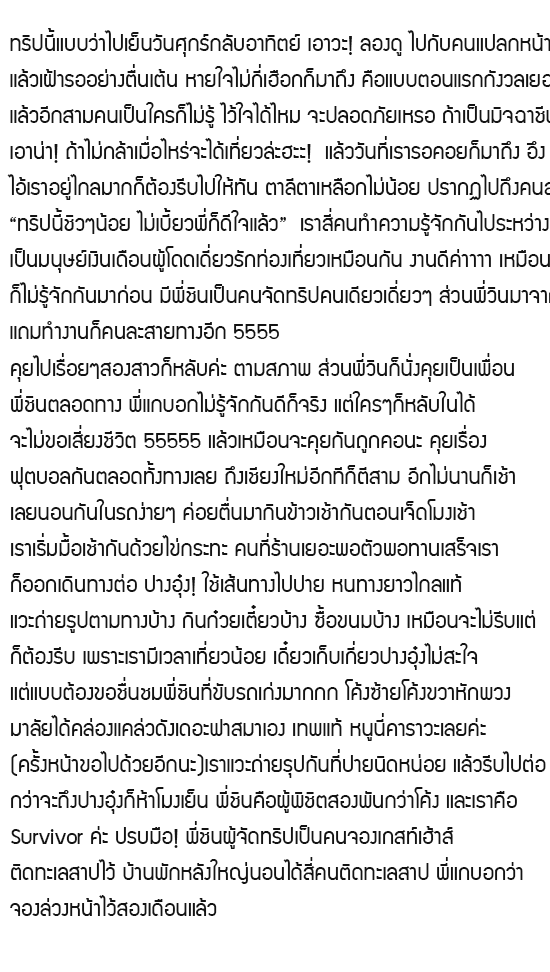 ทริปนี้แบบว่าไปเย็นวันศุกร์กลับอาทิตย์ เอาวะ! ลองดู ไปกับคนแปลกหน้า
แล้วเฝ้ารออย่างตื่นเต้น หายใจไม่กี่เฮือกก็มาถึง คือแบบตอนแรกกังวลเยอ
แล้วอีกสามคนเป็นใครก็ไม่รู้ ไว้ใจได้ไหม จะปลอดภัยเหรอ ถ้าเป็นมิจฉาชีพ
เอาน่า! ถ้าไม่กล้าเมื่อไหร่จะได้เที่ยวล่ะฮะ! แล้ววันที่เรารอคอยก็มาถึง อึง
ไอ้เราอยู่ไกลมากก็ต้องรีบไปให้ทัน ตาลีตาเหลือกไม่น้อย ปรากฏไปถึงคน
“ทริปนี้ชิวๆน้อย ไม่เบี้ยวพี่ก็ดีใจแล้ว” เราสี่คนทำความรู้จักกันไประหว่าง
เป็นมนุษย์เงินเดือนผู้โดดเดี่ยวรักท่องเที่ยวเหมือนกัน งานดีค่าาาา เหมือน
ก็ไม่รู้จักกันมาก่อน มีพี่ชินเป็นคนจัดทริปคนเดียวเดี่ยวๆ ส่วนพี่วินมาจา
แถมทำงานก็คนละสายทางอีก 5555
คุยไปเรื่อยๆสองสาวก็หลับค่ะ ตามสภาพ ส่วนพี่วินก็นั่งคุยเป็นเพื่อน
พี่ชินตลอดทาง พี่แกบอกไม่รู้จักกันดีก็จริง แต่ใครๆก็หลับในได้
จะไม่ขอเสี่ยงชีวิต 55555 แล้วเหมือนจะคุยกันถูกคอนะ คุยเรื่อง
ฟุตบอลกันตลอดทั้งทางเลย ถึงเชียงใหม่อีกทีก็ตีสาม อีกไม่นานก็เช้า
เลยนอนกันในรถง่ายๆ ค่อยตื่นมากินข้าวเช้ากันตอนเจ็ดโมงเช้า
เราเริ่มมื้อเช้ากันด้วยไข่กระทะ คนที่ร้านเยอะพอตัวพอทานเสร็จเรา
ก็ออกเดินทางต่อ ปางอุ๋ง! ใช้เส้นทางไปปาย หนทางยาวไกลแท้
แวะถ่ายรูปตามทางบ้าง กินก๋วยเตี๋ยวบ้าง ซื้อขนมบ้าง เหมือนจะไม่รีบแต่
ก็ต้องรีบ เพราะเรามีเวลาเที่ยวน้อย เดี๋ยวเก็บเกี่ยวปางอุ๋งไม่สะใจ
แต่แบบต้องขอชื่นชมพี่ชินที่ขับรถเก่งมากกก โค้งซ้ายโค้งขวาหักพวง
มาลัยได้คล่องแคล่วดังเดอะฟาสมาเอง เทพแท้ หนูนี่คาราวะเลยค่ะ
(ครั้งหน้าขอไปด้วยอีกนะ)เราแวะถ่ายรุปกันที่ปายนิดหน่อย แล้วรีบไปต่อ
กว่าจะถึงปางอุ๋งก็ห้าโมงเย็น พี่ชินคือผู้พิชิตสองพันกว่าโค้ง และเราคือ
Survivor ค่ะ ปรบมือ! พี่ชินผู้จัดทริปเป็นคนจองเกสท์เฮ้าส์
ติดทะเลสาปไว้ บ้านพักหลังใหญ่นอนได้สี่คนติดทะเลสาป พี่แกบอกว่า
จองล่วงหน้าไว้สองเดือนแล้ว